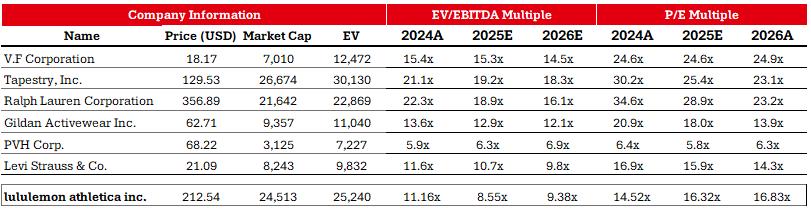 Company Information EV/EBITDA Multiple P/E Multiple
Name Price (USD) Market Cap EV 2024A 2025E 2026E 2024A 2025E 2026A
V.F Corporation 18.17 7,010 12,472 15.4x 15.3x 14.5x 24.6x 24.6x 24.9x
Tapestry, Inc. 129.53 26,674 30,130 21.1x 19.2x 18.3x 30.2x 25.4x 23.1x
Ralph Lauren Corporation 356.89 21,642 22,869 22.3x 18.9x 16.1x 34.6x 28.9x 23.2x
Gildan Activewear Inc. 62.71 9,357 11,040 13.6x 12.9x 12.1x 20.9x 18.0x 13.9x
PVH Corp. 68.22 3,125 7,227 5.9x 6.3x 6.9x 6.4x 5.8x 6.3x
Levi Strauss & Co. 21.09 8,243 9,832 11.6x 10.7x 9.8x 16.9x 15.9x 14.3x
lululemon athletica inc. 212.54 24,513 25,240 11.16x 8.55x 9.38x 14.52x 16.32x 16.83x